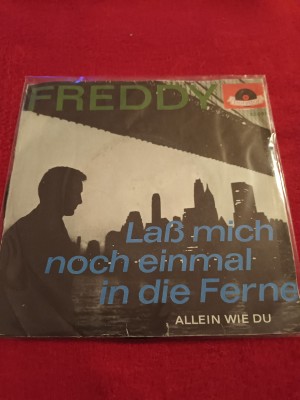 FREDDY
Laß mich
noch einmal
in die Ferne
ALLEIN WIE DU